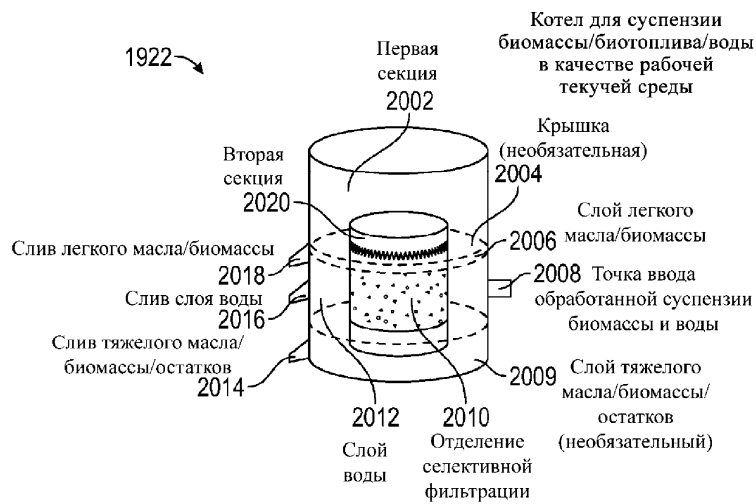 Котел для суспензии
биомассы/биотоплива/воды
в качестве рабочей
текучей среды
1922
Первая
секция
2002
Крышка
(необязательная)
2004
Вторая
секция
2020
Слой легкого
масла/биомассы
2006
Слив легкого масла/биомассы
2018
2008
Точка ввода
обработанной суспензии
биомассы и воды
Слив слоя воды
2016
Слив тяжелого масла/
биомассы/остатков
2014
2009
Слой тяжелого
масла/биомассы/
остатков
(необязательный)
2012
Слой
воды
2010
Отделение
селективной
фильтрации